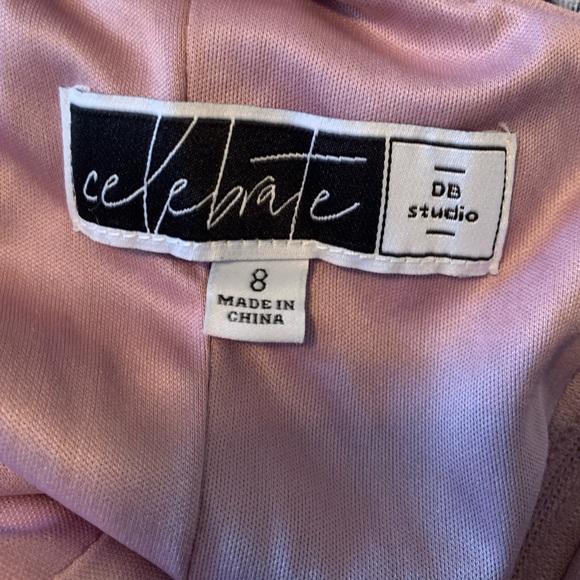 celebrate
DB
studio
8
MADE IN
CHINA